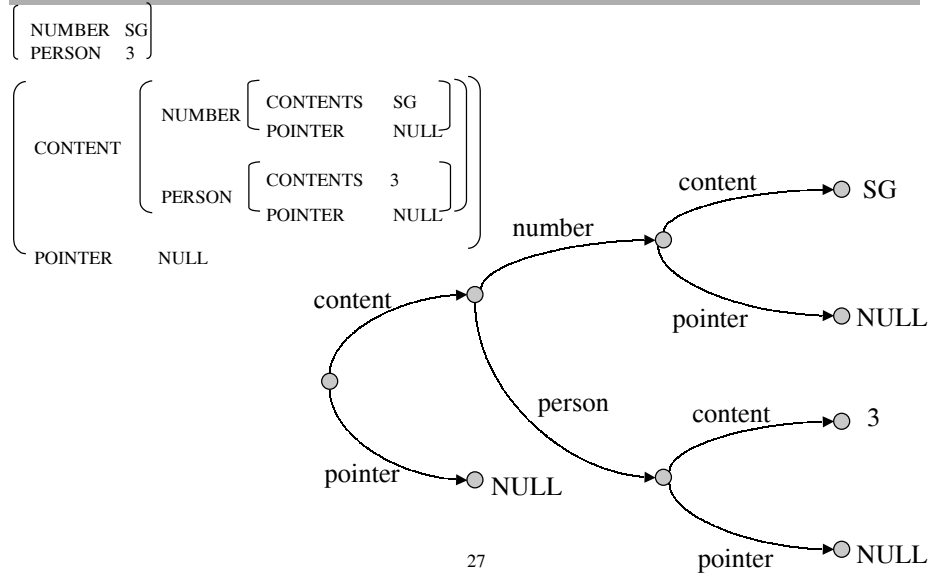 NUMBER SG
PERSON 3
NUMBER CONTENTS SG
POINTER NULL
CONTENT
PERSON CONTENTS 3
POINTER NULL
POINTER NULL
content SG
number
pointer NULL
content
person
content 3
pointer NULL
pointer NULL
27